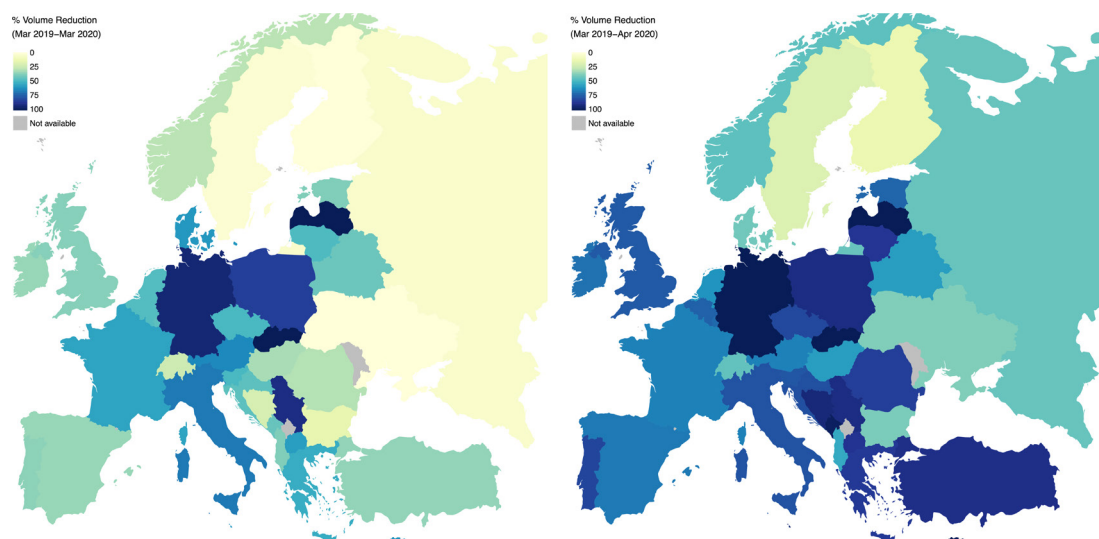 % Volume Reduction
(Mar 2019–Mar 2020)
0
25
50
75
100
Not available
% Volume Reduction
(Mar 2019–Apr 2020)
0
25
50
75
100
Not available